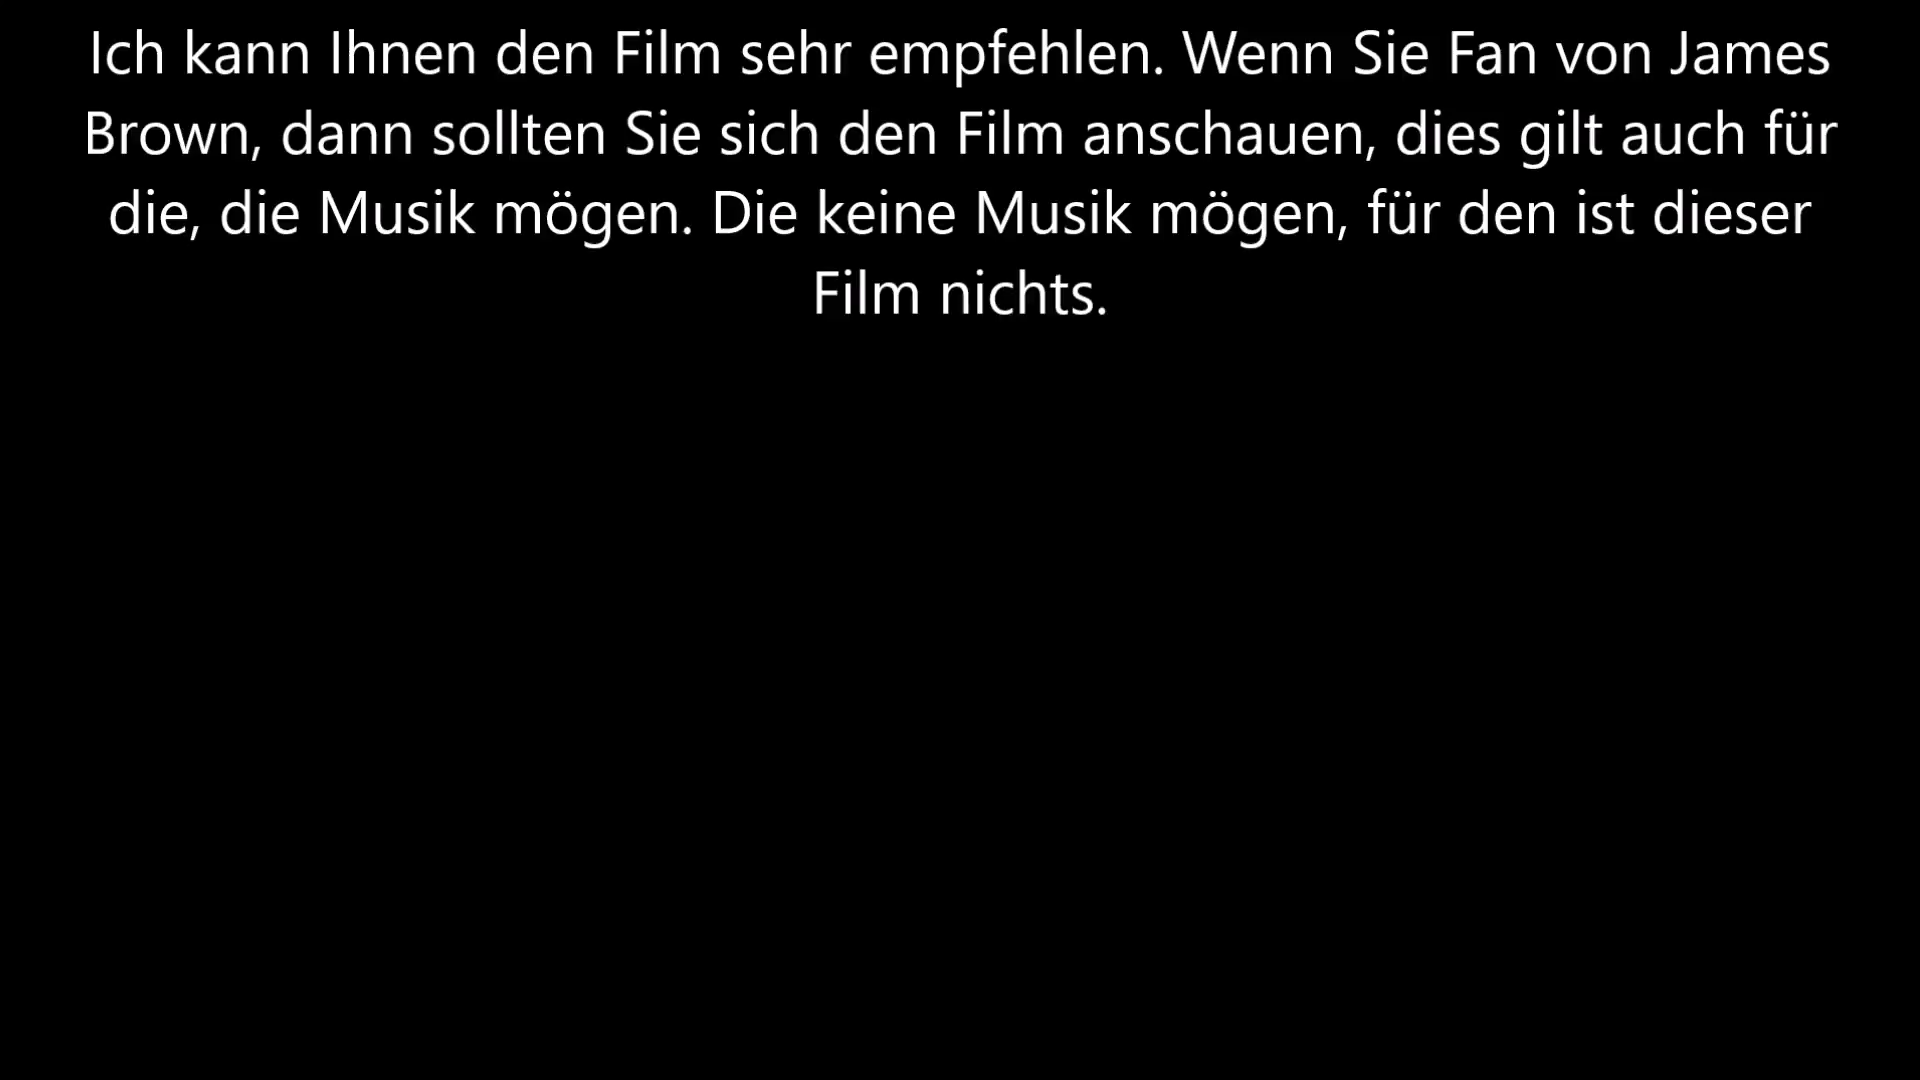 Ich kann Ihnen den Film sehr empfehlen. Wenn Sie Fan von James
Brown, dann sollten Sie sich den Film anschauen, dies gilt auch für
die, die Musik mögen. Die keine Musik mögen, für den ist dieser
Film nichts.